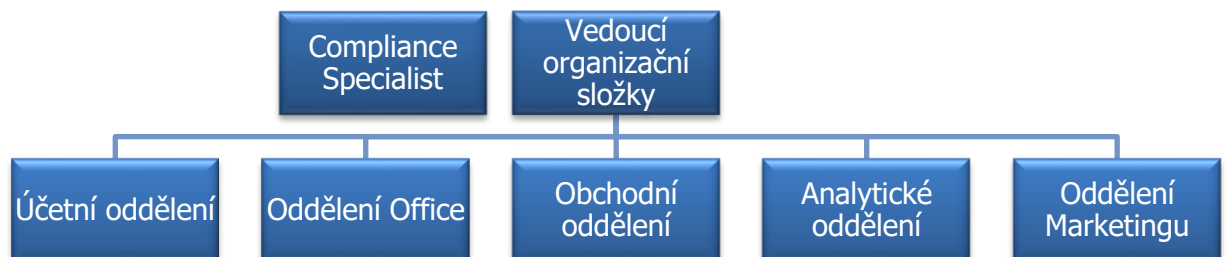 Compliance
Specialist
Vedoucí
organizační
složky
Účetní oddělení
Oddělení Office
Obchodní
oddělení
Analytické
oddělení
Oddělení
Marketingu